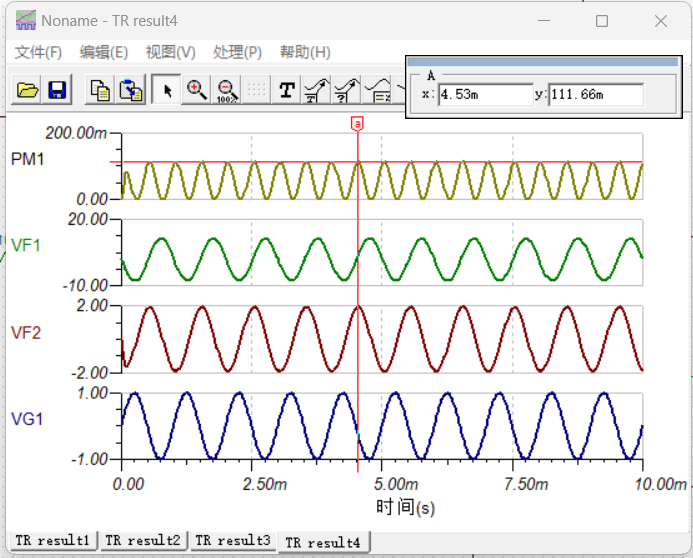 Noname - TR result4
文件(F) 编辑(E) 视图(V) 处理(P) 帮助(H)
A
x: 4.53m y: 111.66m
100%
T
a
200.00m
PM1
0.00
20.00
VF1
-10.00
2.00
VF2
-2.00
1.00
VG1
-1.00
0.00 2.50m 5.00m 7.50m 10.00m
时间(s)
TR result1 TR result2 TR result3 TR result4